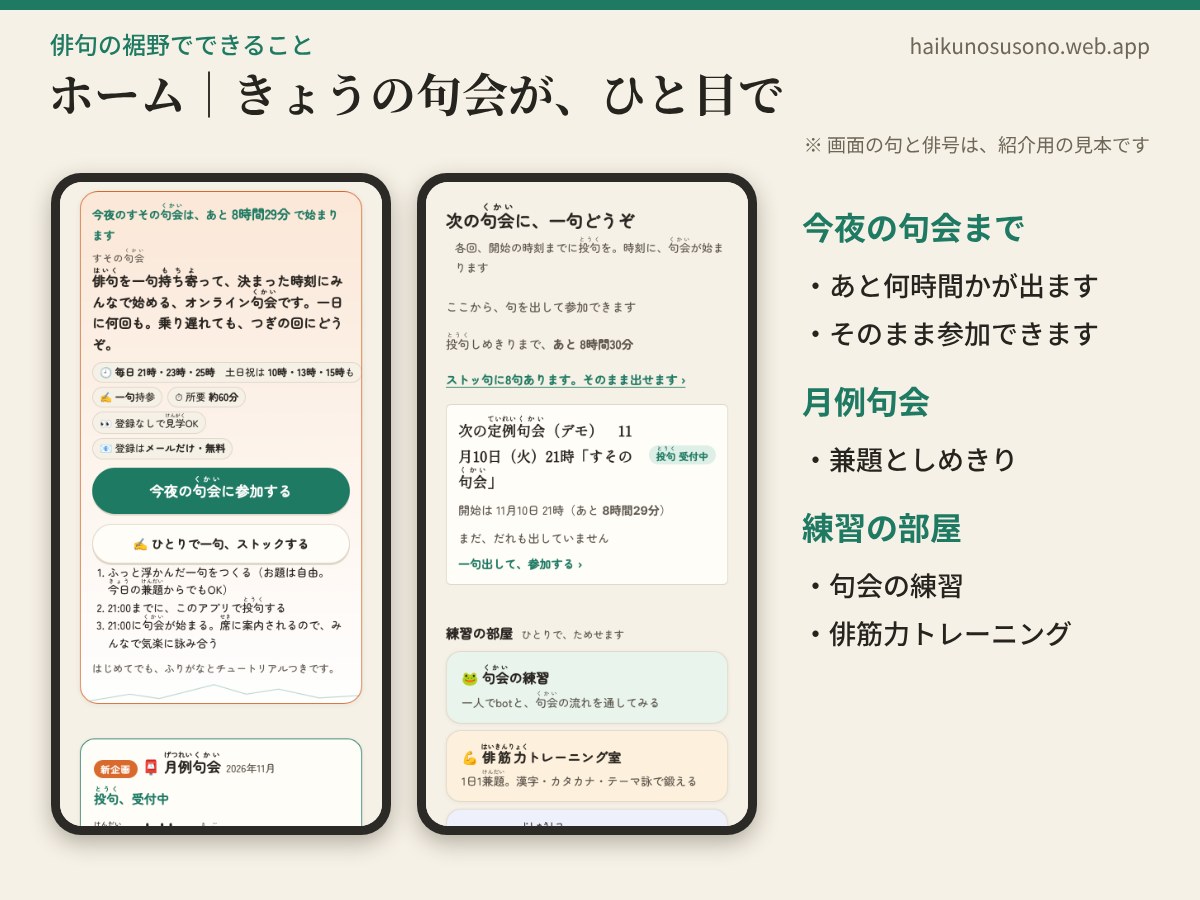 俳句の裾野でできること
haikunosusono.web.app
ホーム｜きょうの句会が、ひと目で
※ 画面の句と俳号は、紹介用の見本です
今夜のすその句会は、あと 8時間29分 で始まり
ます
すその句会
俳句を一句持ち寄って、決まった時刻にみ
んなで始める、オンライン句会です。一日
に何回も。乗り遅れても、つぎの回にどう
ぞ。
🕘 毎日 21時・23時・25時　土日祝は 10時・13時・15時も
✍️ 一句持参
⏱ 所要 約60分
👀 登録なしで見学OK
📧 登録はメールだけ・無料
今夜の句会に参加する
✍️ ひとりで一句、ストックする
1. ふっと浮かんだ一句をつくる（お題は自由。
今日の兼題からでもOK）
2. 21:00までに、このアプリで投句する
3. 21:00に句会が始まる。席に案内されるので、み
んなで気楽に詠み合う
はじめてでも、ふりがなとチュートリアルつきです。
新企画 📮 月例句会 2026年11月
投句、受付中
次の句会に、一句どうぞ
各回、開始の時刻までに投句を。時刻に、句会が始ま
ります
ここから、句を出して参加できます
投句しめきりまで、あと 8時間30分
ストッ句に8句あります。そのまま出せます ›
次の定例句会（デモ）　11
月10日（火）21時「すその
句会」
投句 受付中
開始は 11月10日 21時（あと 8時間29分）
まだ、だれも出していません
一句出して、参加する ›
練習の部屋 ひとりで、ためせます
🐸 句会の練習
一人でbotと、句会の流れを通してみる
💪 俳筋力トレーニング室
1日1兼題。漢字・カタカナ・テーマ詠で鍛える
今夜の句会まで
・あと何時間かが出ます
・そのまま参加できます
月例句会
・兼題としめきり
練習の部屋
・句会の練習
・俳筋力トレーニング